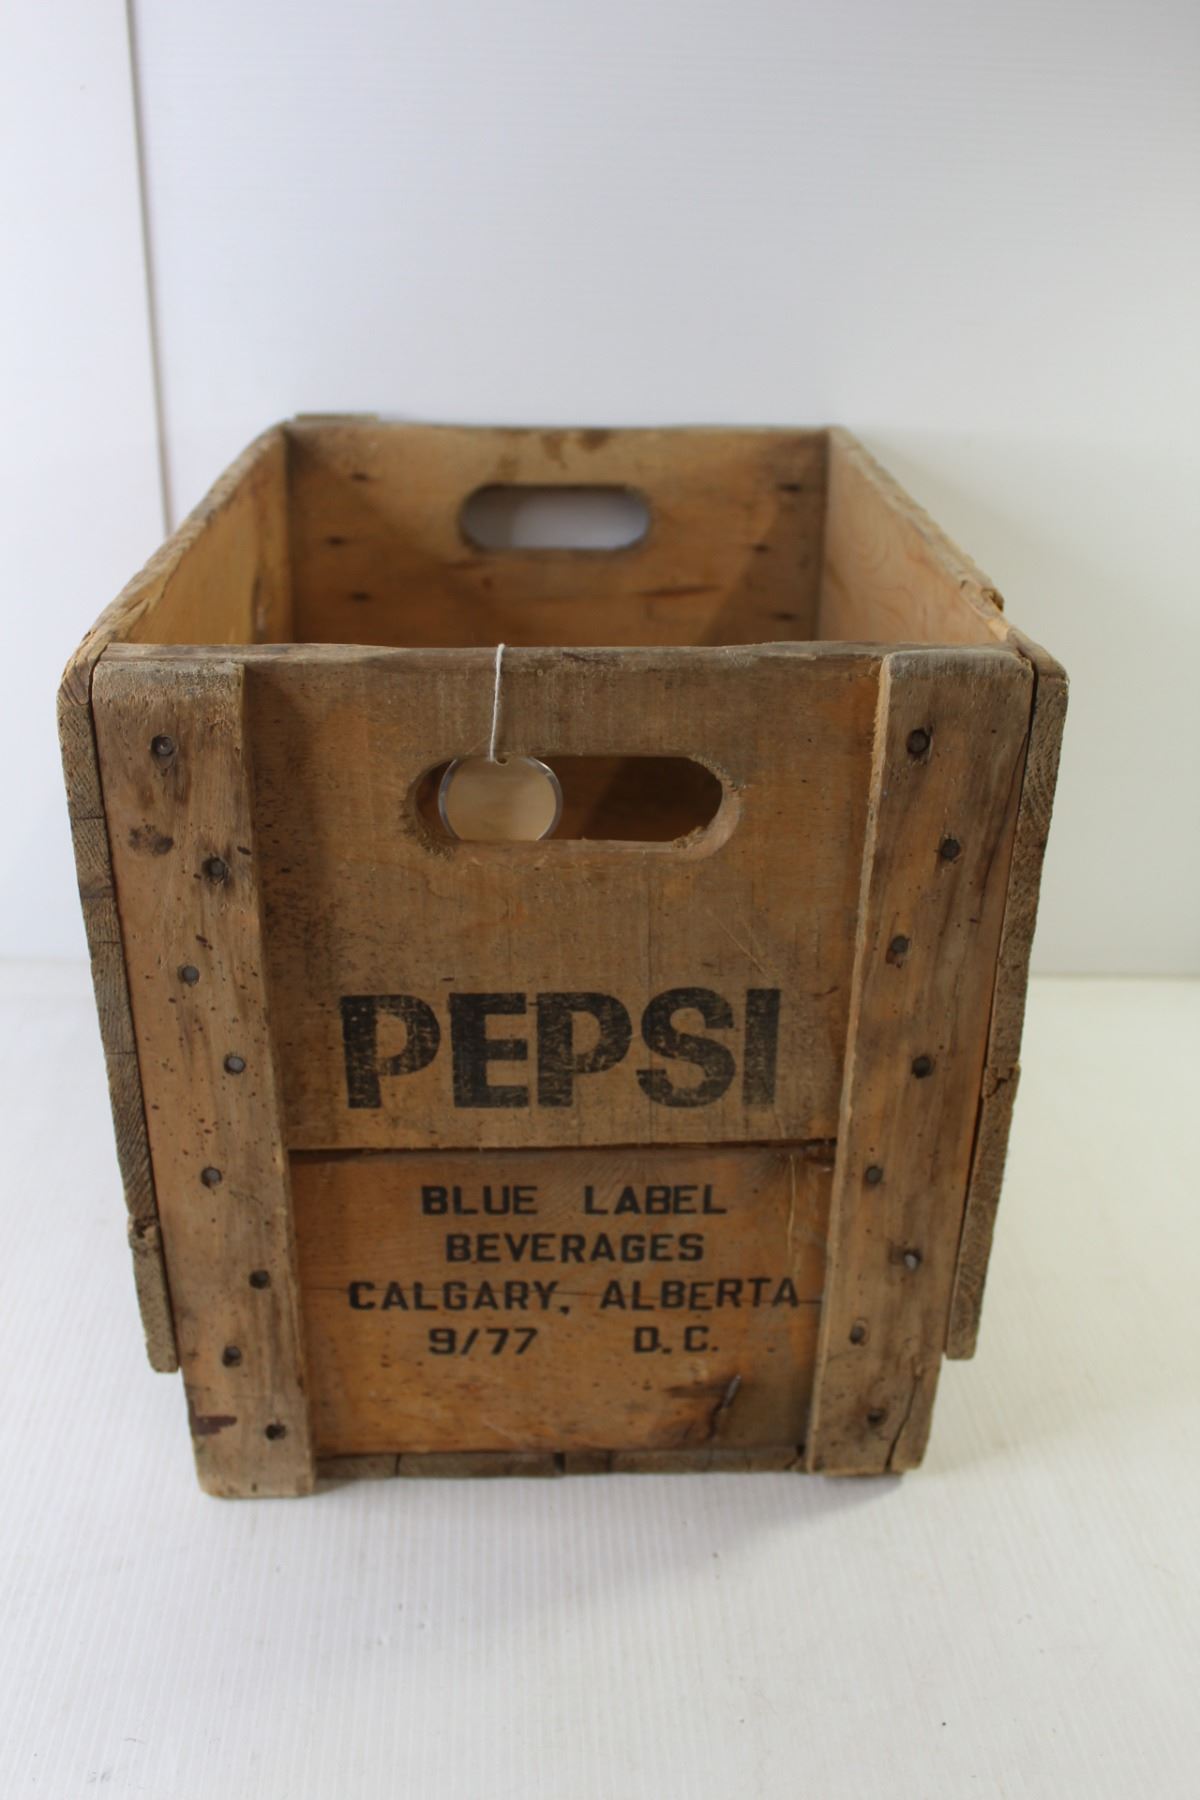 PEPSI
BLUE LABEL
BEVERAGES
CALGARY, ALBERTA
9/77 D.C.